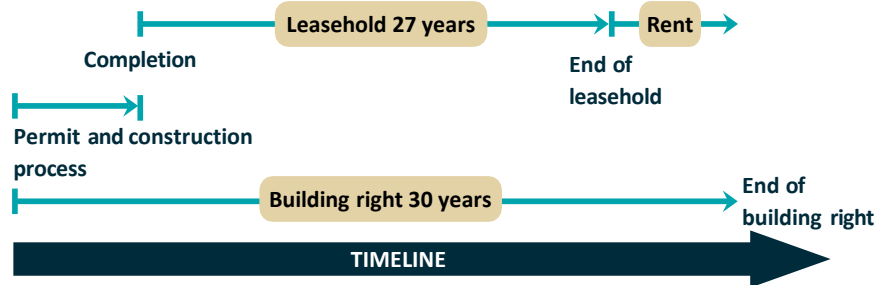 Leasehold 27 years
Rent
Completion
End of
leasehold
Permit and construction
process
Building right 30 years
End of
building right
TIMELINE